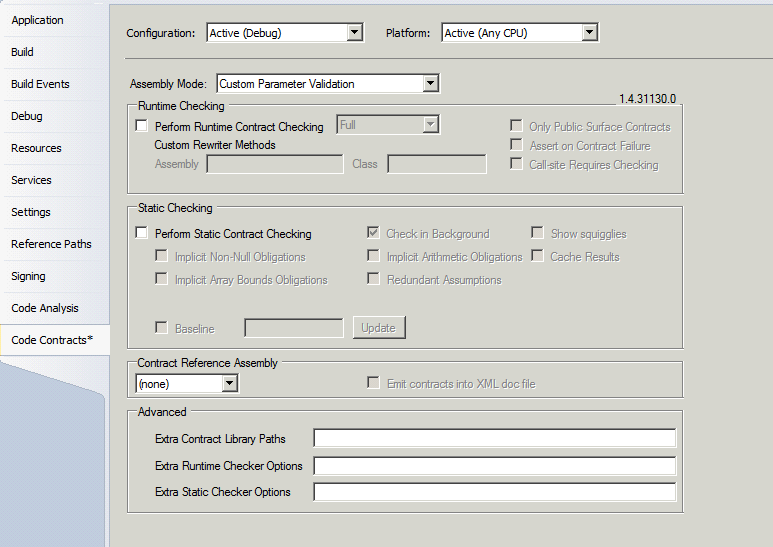 Application
Build
Build Events
Debug
Resources
Services
Settings
Reference Paths
Signing
Code Analysis
Code Contracts*
Configuration: Active (Debug) Platform: Active (Any CPU)
Assembly Mode: Custom Parameter Validation
1.4.31130.0
Runtime Checking
Perform Runtime Contract Checking Full Only Public Surface Contracts
Custom Rewriter Methods Assert on Contract Failure
Assembly Class Call-site Requires Checking
Static Checking
Perform Static Contract Checking Check in Background Show squigglies
Implicit Non-Null Obligations Implicit Arithmetic Obligations Cache Results
Implicit Array Bounds Obligations Redundant Assumptions
Baseline Update
Contract Reference Assembly
(none) Emit contracts into XML doc file
Advanced
Extra Contract Library Paths
Extra Runtime Checker Options
Extra Static Checker Options